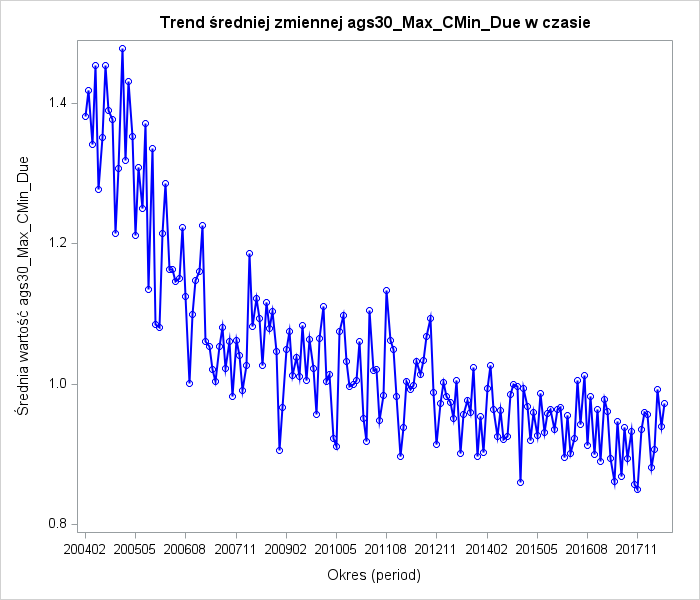 Trend średniej zmiennej ags30_Max_CMin_Due w czasie
Średnia wartość ags30_Max_CMin_Due
1.4
1.2
1.0
0.8
200402 200505 200608 200711 200902 201005 201108 201211 201402 201505 201608 201711
Okres (period)